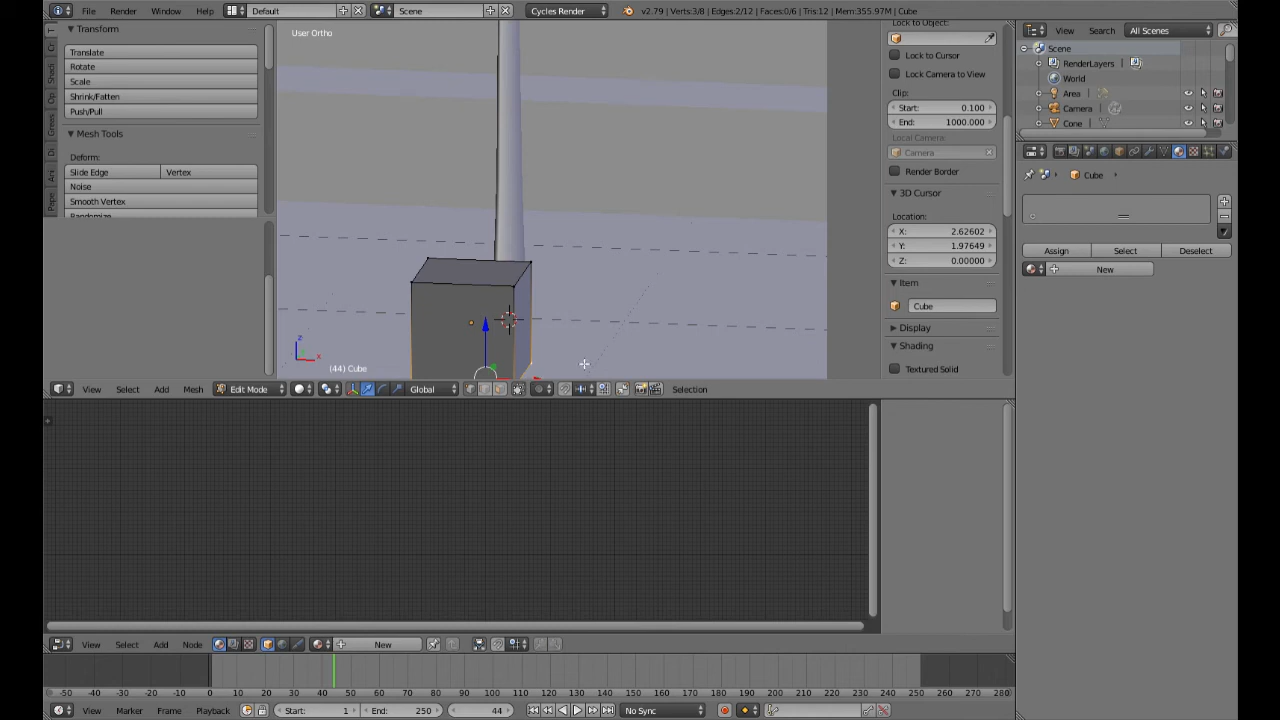 File Render Window Help Default Scene Cycles Render v2.79 | Verts:3/8 | Edges:2/12 | Faces:0/6 | Tris:12 | Mem:355.97M | Cube
Transform
Translate
Rotate
Scale
Shrink/Fatten
Push/Pull
Mesh Tools
Deform:
Slide Edge Vertex
Noise
Smooth Vertex
Randomize
User Ortho
z
x
(44) Cube
Lock to Object:
Lock to Cursor
Lock Camera to View
Clip:
Start: 0.100
End: 1000.000
Local Camera:
Camera
Render Border
3D Cursor
Location:
X: 2.62602
Y: 1.97649
Z: 0.00000
Item
Cube
Display
Shading
Textured Solid
View Search All Scenes
Scene
RenderLayers
World
Area
Camera
Cone
Cube
Assign Select Deselect
New
View Select Add Mesh Edit Mode Global Selection
View Select Add Node New
-50 -40 -30 -20 -10 0 10 20 30 40 50 60 70 80 90 100 110 120 130 140 150 160 170 180 190 200 210 220 230 240 250 260 270 280
View Marker Frame Playback Start: 1 End: 250 44 No Sync